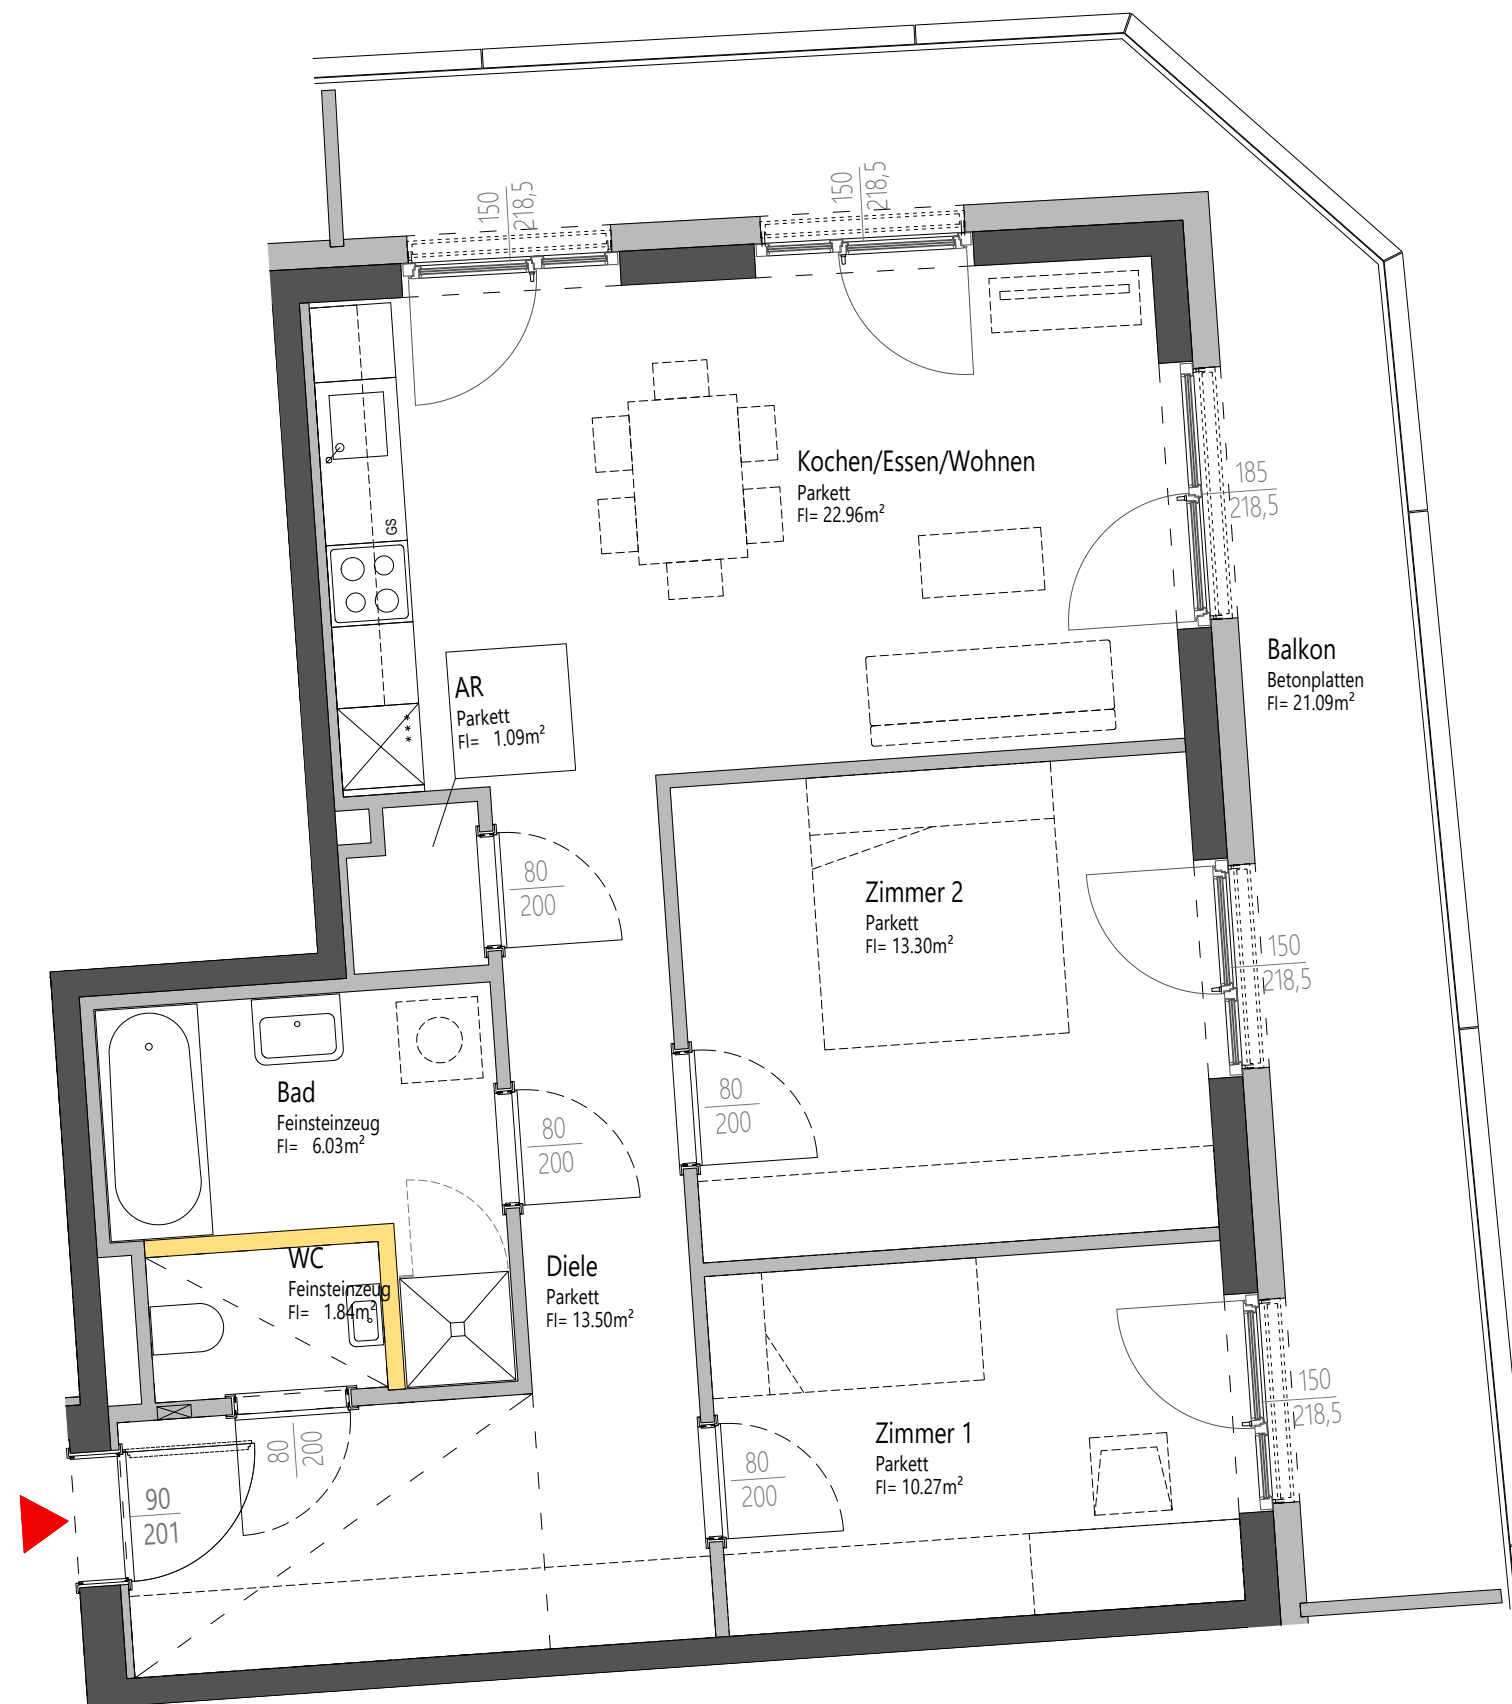 150
218,5
150
218,5
Kochen/Essen/Wohnen
Parkett
Fl= 22.96m²
185
218,5
GS
Balkon
Betonplatten
Fl= 21.09m²
AR
Parkett
Fl= 1.09m²
* * *
80
200
Zimmer 2
Parkett
Fl= 13.30m²
150
218,5
Bad
Feinsteinzeug
Fl= 6.03m²
80
200
80
200
WC
Feinsteinzeug
Fl= 1.84m²
Diele
Parkett
Fl= 13.50m²
150
218,5
Zimmer 1
Parkett
Fl= 10.27m²
80
200
80
200
90
201